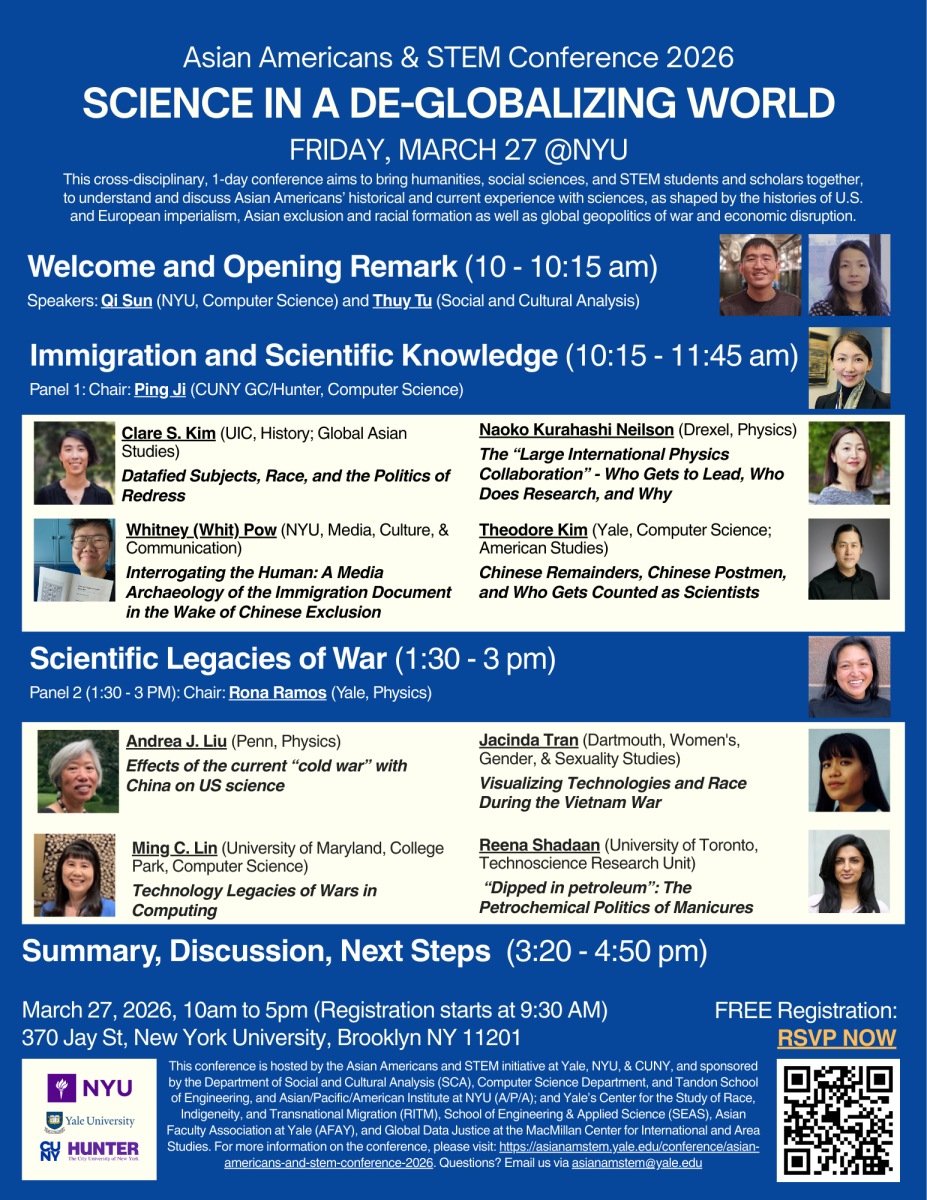 Asian Americans & STEM Conference 2026
SCIENCE IN A DE-GLOBALIZING WORLD
FRIDAY, MARCH 27 @NYU
This cross-disciplinary, 1-day conference aims to bring humanities, social sciences, and STEM students and scholars together,
to understand and discuss Asian Americans’ historical and current experience with sciences, as shaped by the histories of U.S.
and European imperialism, Asian exclusion and racial formation as well as global geopolitics of war and economic disruption.
Welcome and Opening Remark (10 - 10:15 am)
Speakers: Qi Sun (NYU, Computer Science) and Thuy Tu (Social and Cultural Analysis)
Immigration and Scientific Knowledge (10:15 - 11:45 am)
Panel 1: Chair: Ping Ji (CUNY GC/Hunter, Computer Science)
Clare S. Kim (UIC, History; Global Asian
Studies)
Datafied Subjects, Race, and the Politics of
Redress
Naoko Kurahashi Neilson (Drexel, Physics)
The “Large International Physics
Collaboration” - Who Gets to Lead, Who
Does Research, and Why
Whitney (Whit) Pow (NYU, Media, Culture, &
Communication)
Interrogating the Human: A Media
Archaeology of the Immigration Document
in the Wake of Chinese Exclusion
Theodore Kim (Yale, Computer Science;
American Studies)
Chinese Remainders, Chinese Postmen,
and Who Gets Counted as Scientists
Scientific Legacies of War (1:30 - 3 pm)
Panel 2 (1:30 - 3 PM): Chair: Rona Ramos (Yale, Physics)
Andrea J. Liu (Penn, Physics)
Effects of the current “cold war” with
China on US science
Jacinda Tran (Dartmouth, Women's,
Gender, & Sexuality Studies)
Visualizing Technologies and Race
During the Vietnam War
Ming C. Lin (University of Maryland, College
Park, Computer Science)
Technology Legacies of Wars in
Computing
Reena Shadaan (University of Toronto,
Technoscience Research Unit)
“Dipped in petroleum”: The
Petrochemical Politics of Manicures
Summary, Discussion, Next Steps (3:20 - 4:50 pm)
March 27, 2026, 10am to 5pm (Registration starts at 9:30 AM)
370 Jay St, New York University, Brooklyn NY 11201
FREE Registration:
RSVP NOW
NYU
Yale University
CUNY HUNTER
The City University of New York
This conference is hosted by the Asian Americans and STEM initiative at Yale, NYU, & CUNY, and sponsored
by the Department of Social and Cultural Analysis (SCA), Computer Science Department, and Tandon School
of Engineering, and Asian/Pacific/American Institute at NYU (A/P/A); and Yale’s Center for the Study of Race,
Indigeneity, and Transnational Migration (RITM), School of Engineering & Applied Science (SEAS), Asian
Faculty Association at Yale (AFAY), and Global Data Justice at the MacMillan Center for International and Area
Studies. For more information on the conference, please visit: https://asianamstem.yale.edu/conference/asian-
americans-and-stem-conference-2026. Questions? Email us via asianamstem@yale.edu